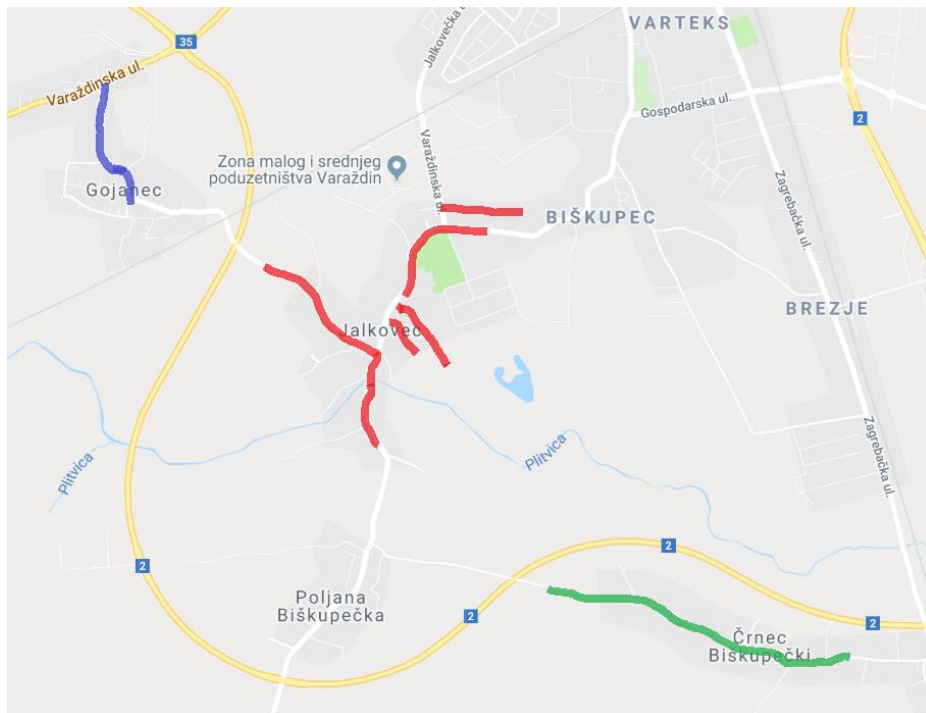 VARTEKS
Jalkovečka ul.
35
Varaždinska ul.
Gospodarska ul.
2
Zona malog i srednjeg
poduzetništva Varaždin
Varaždinska ul.
Gojanec
Zagrebačka ul.
BIŠKUPEC
BREZJE
Jalkovec
Plitvica
Plitvica
Zagrebačka ul.
2
2
Poljana
Biškupečka
2
2
Črnec
Biškupečki